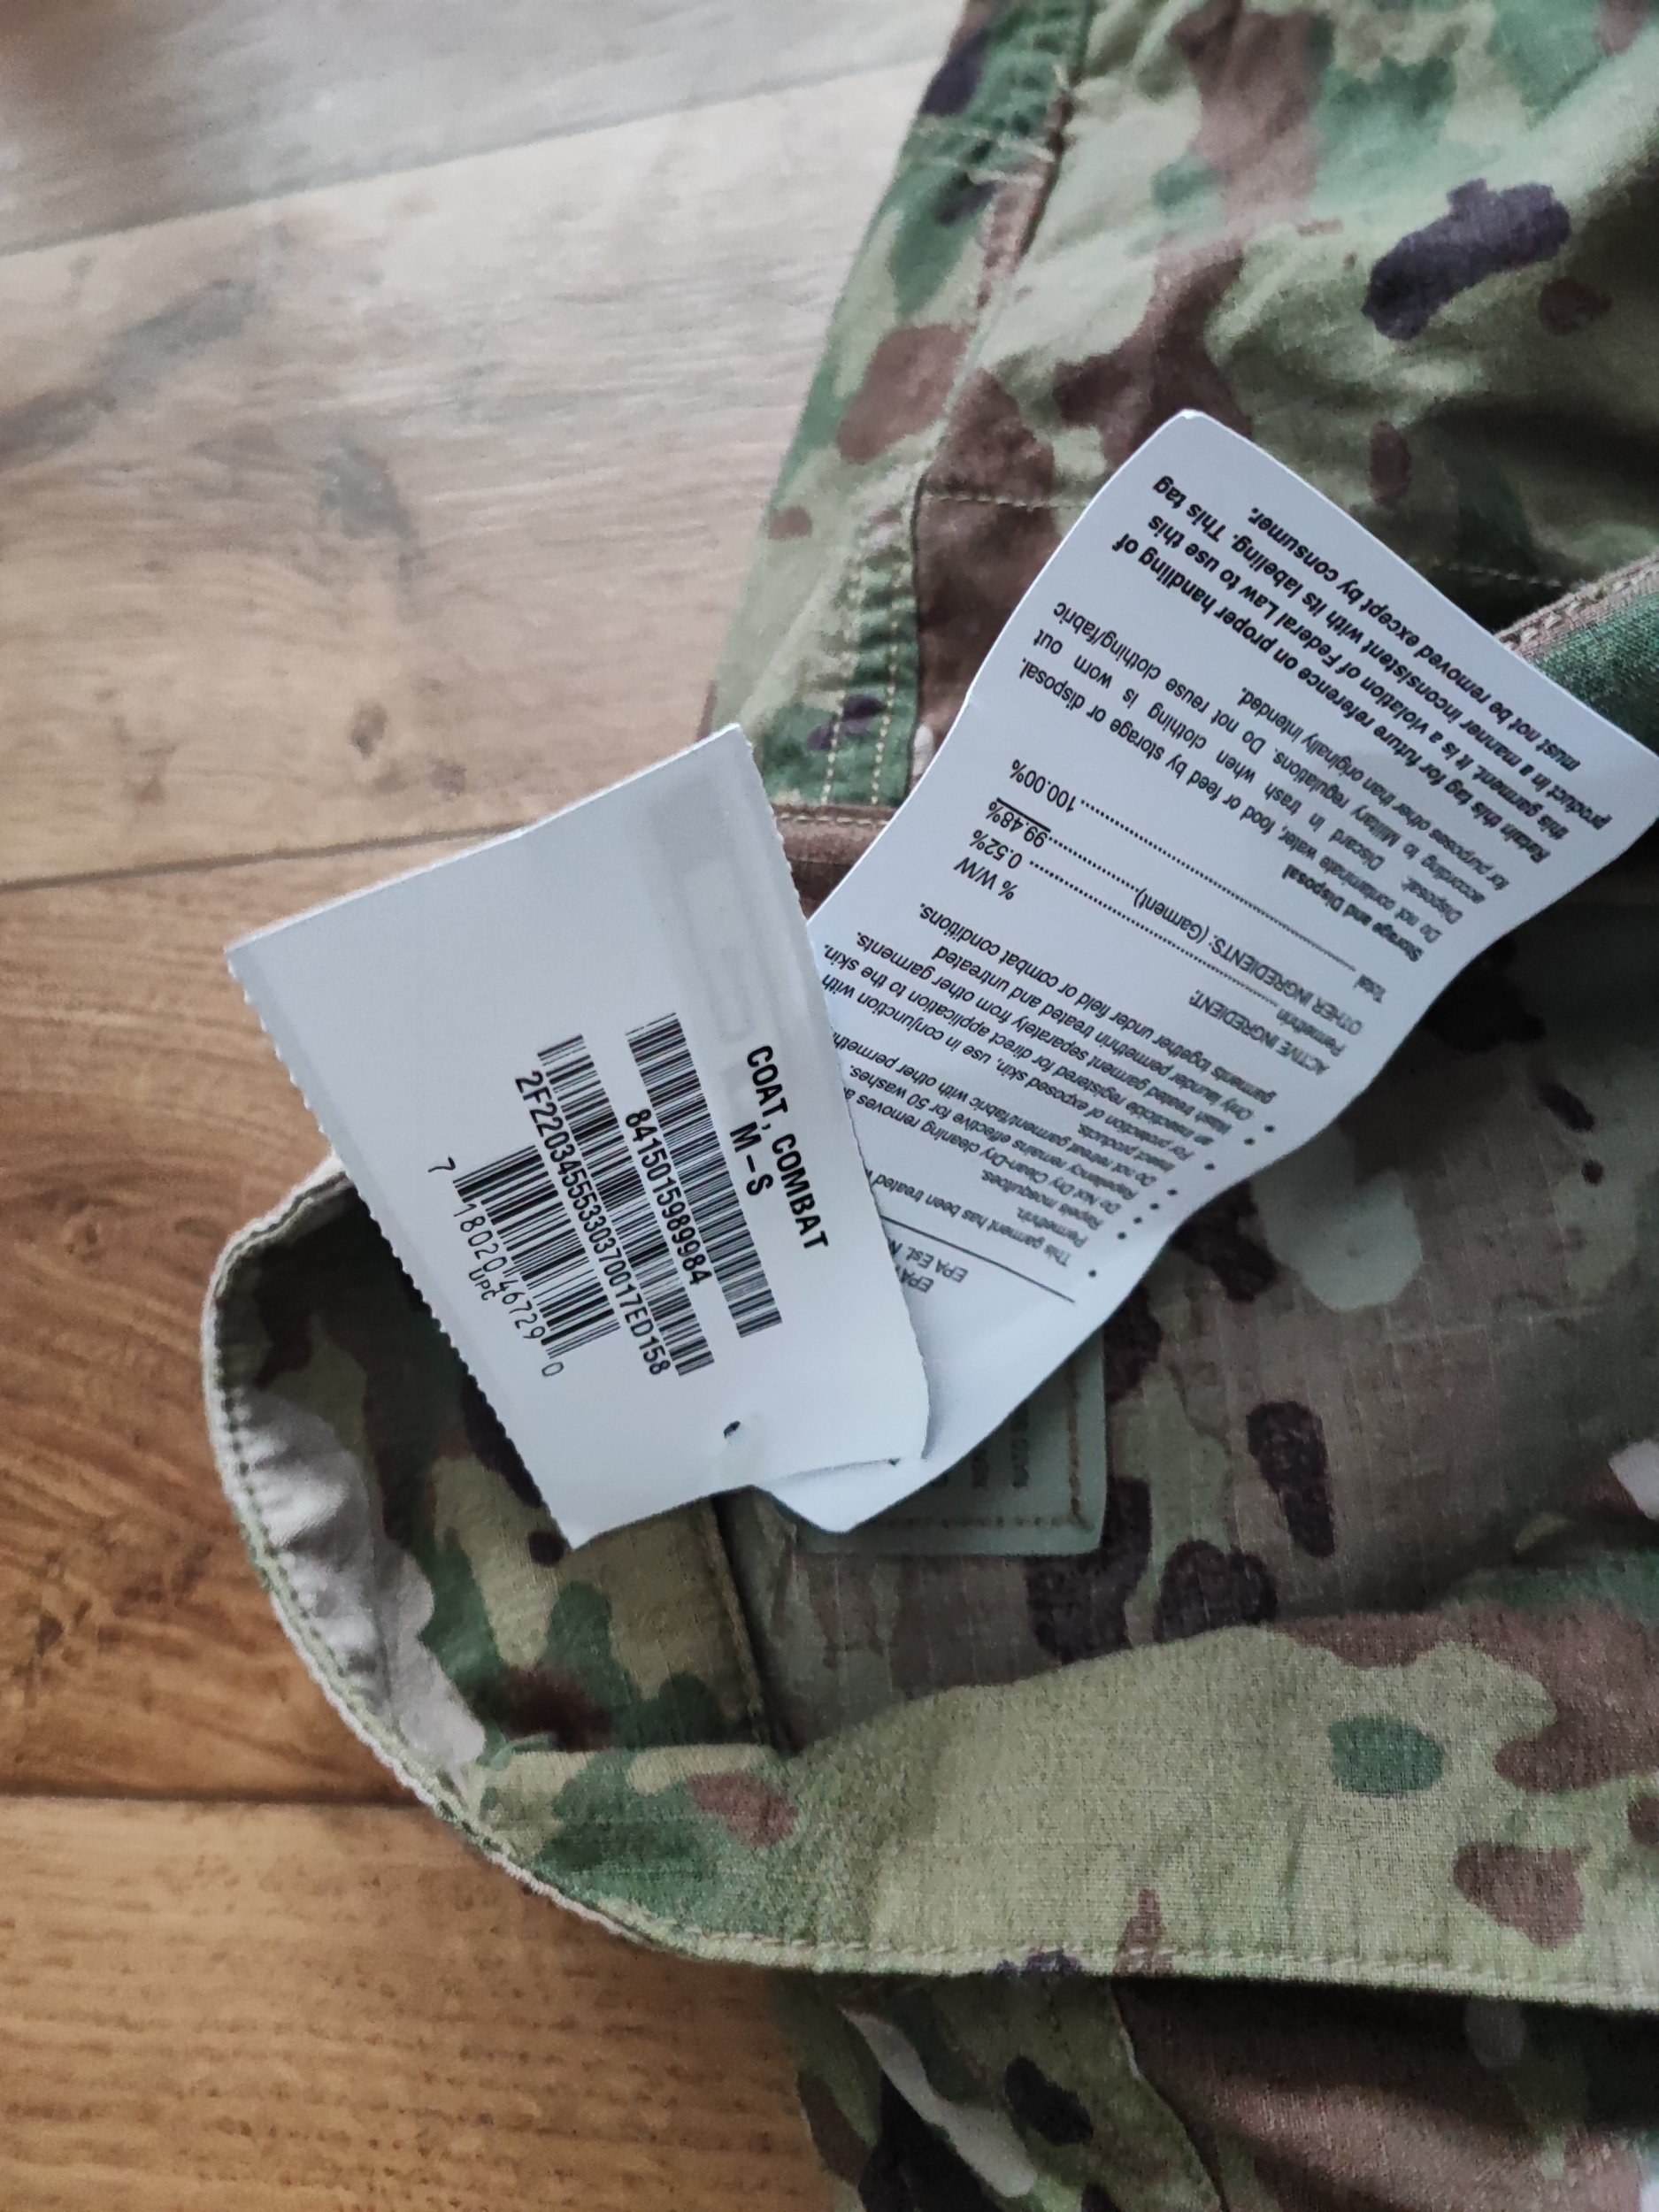 COAT, COMBAT
M-S
8415015989984
2F22034555330370017ED158
7 18020 46729 0
UPC
EPA
EPA Est. N
This garment has been treated
Permethrin.
Repels mosquitoes.
• Do Not Dry Clean-Dry cleaning removes
• Repellency remains effective for 50 washes.
• Do not retreat garment/fabric with other permeth
insect products.
• For protection of exposed skin, use in conjunction with
an insecticide registered for direct application to the skin.
• Wash treated garment separately from other garments.
• Only launder permethrin treated and untreated
garments together under field or combat conditions.
ACTIVE INGREDIENT: % W/W
Permethrin 0.52%
OTHER INGREDIENTS: (Garment) 99.48%
Total 100.00%
Storage and Disposal
Do not contaminate water, food or feed by storage or disposal.
Disposal: Discard in trash when clothing is worn out
according to Military regulations. Do not reuse clothing/fabric
for purposes other than originally intended.
Retain this tag for future reference on proper handling of
this garment. It is a violation of Federal Law to use this
product in a manner inconsistent with its labeling. This tag
must not be removed except by consumer.